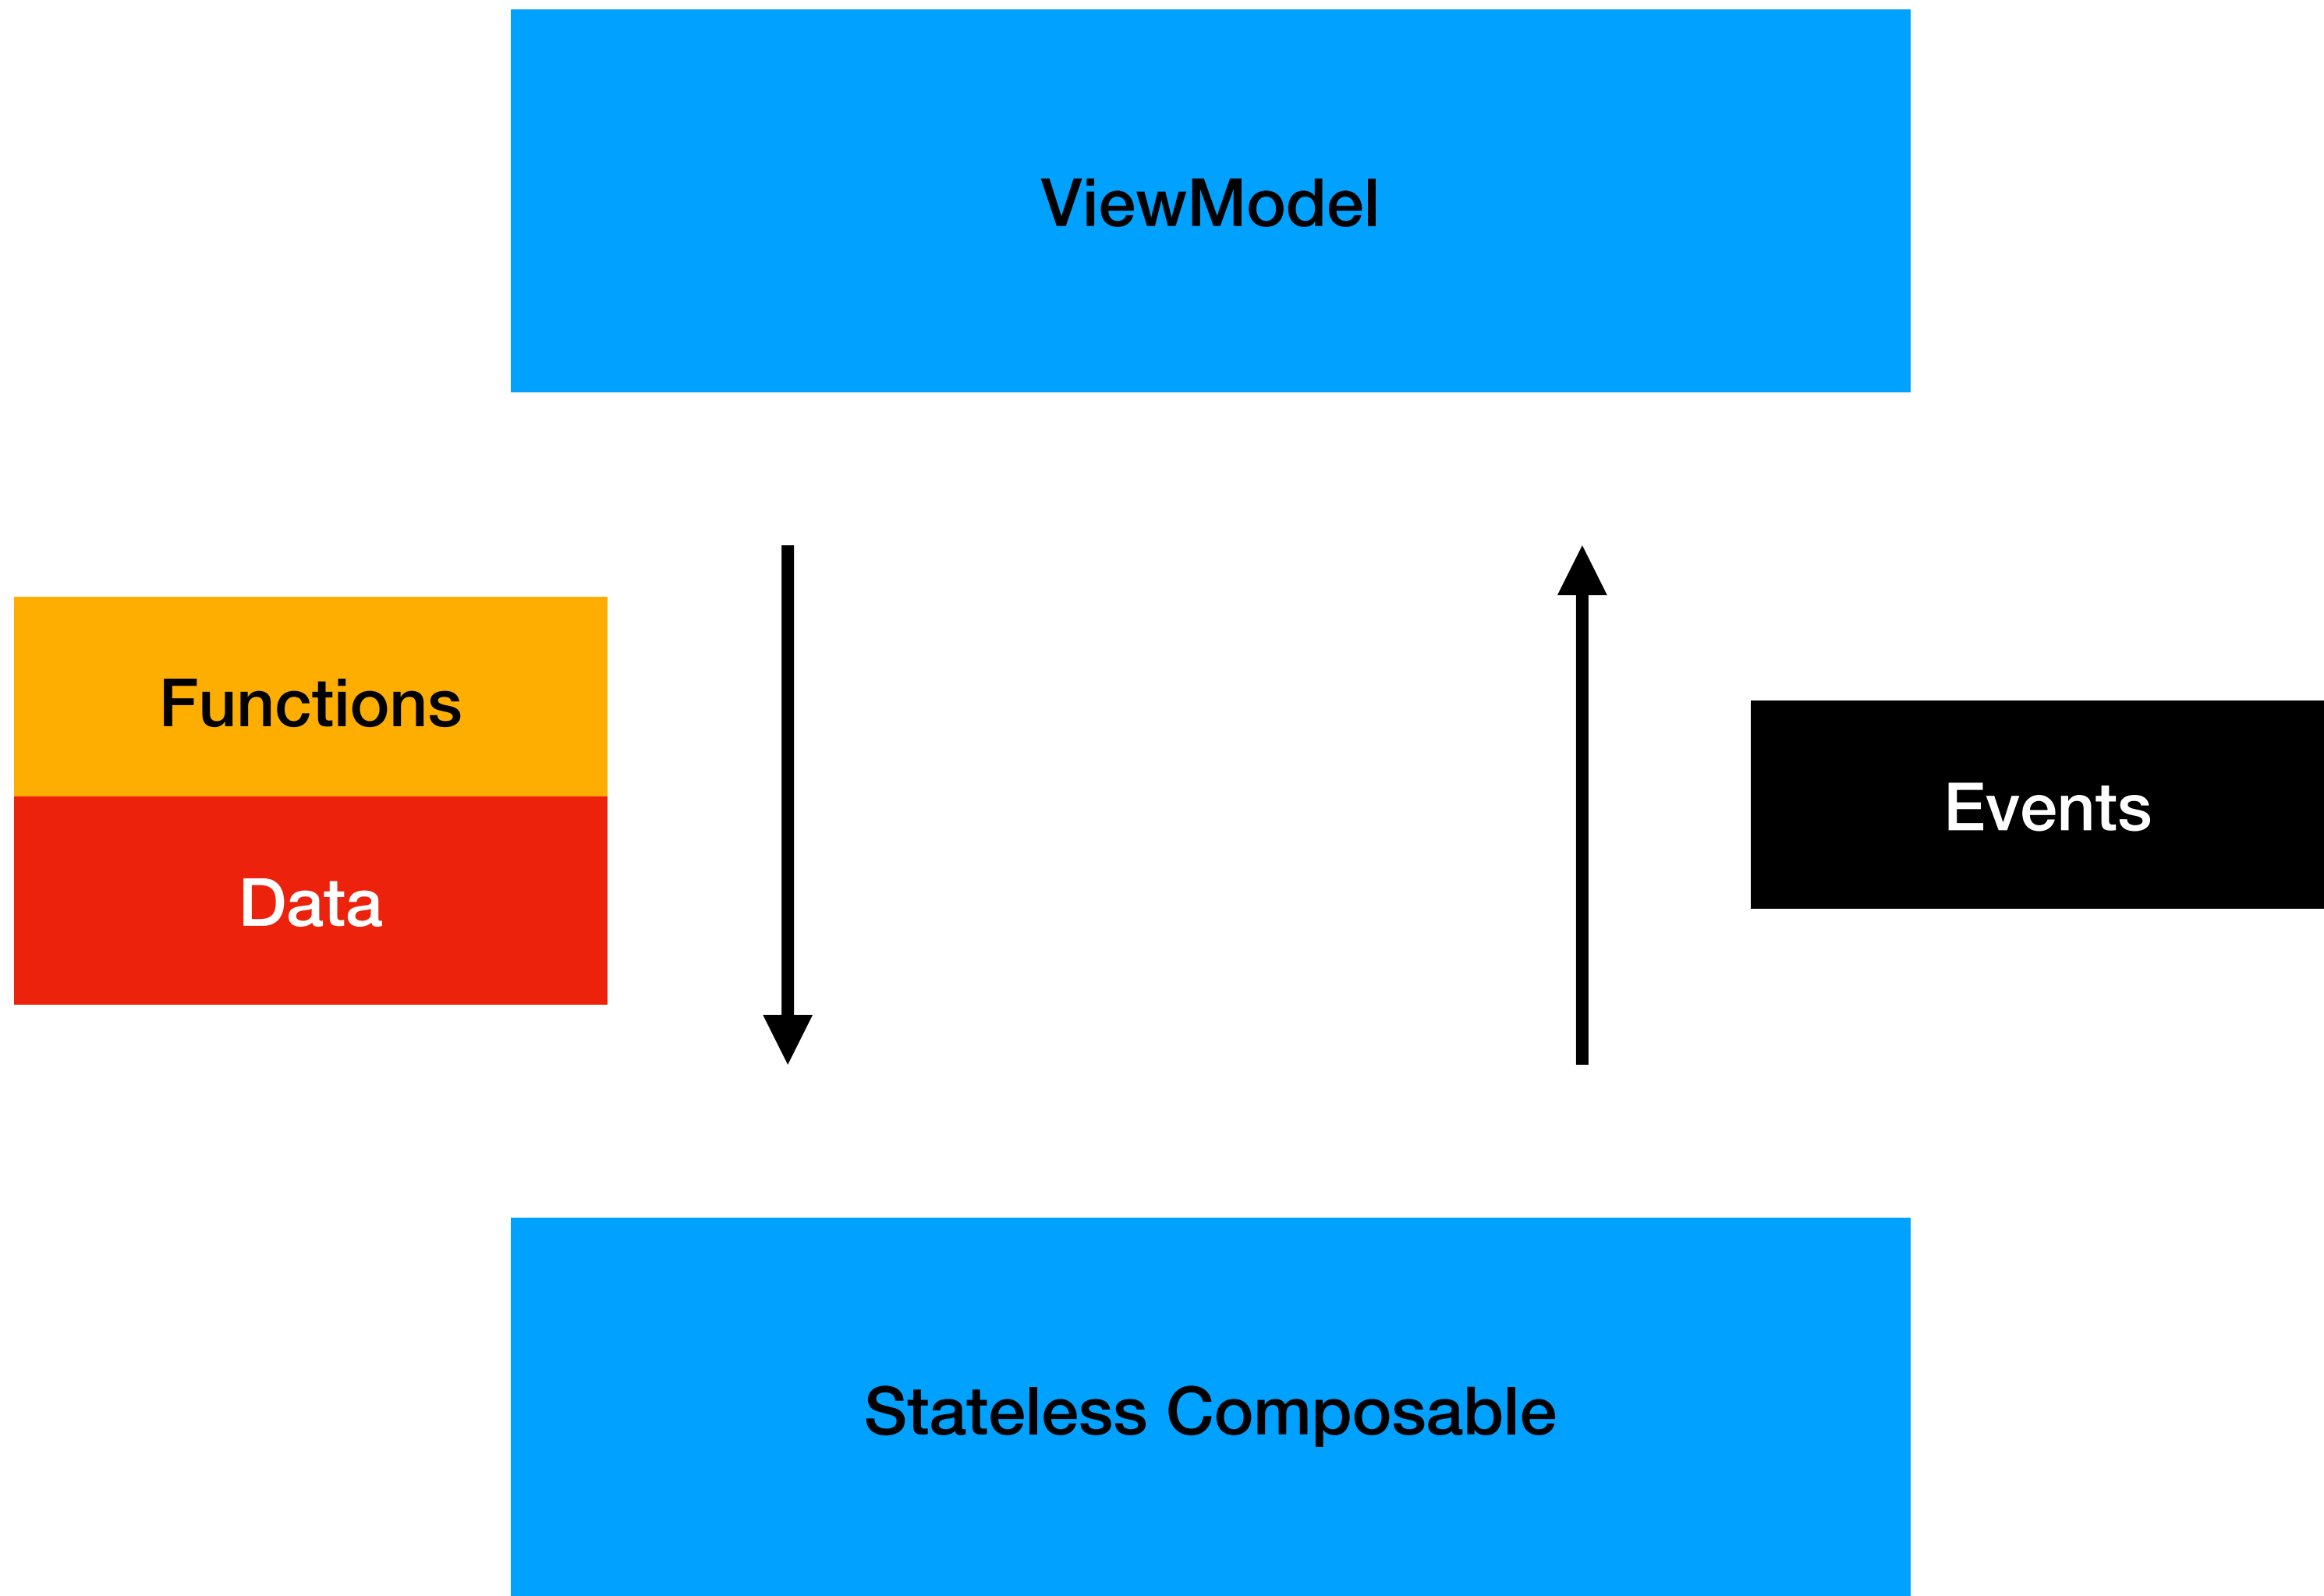 ViewModel
Functions
Data
Events
Stateless Composable